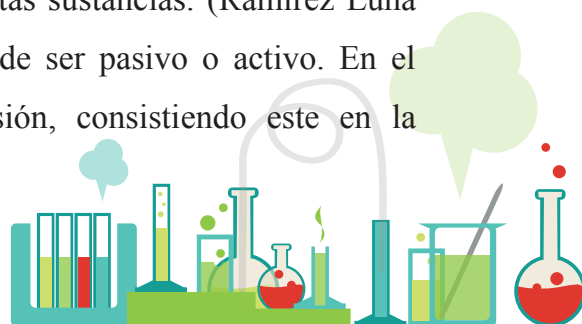 tas sustancias. (Ramírez Luna
de ser pasivo o activo. En el
sión, consistiendo este en la